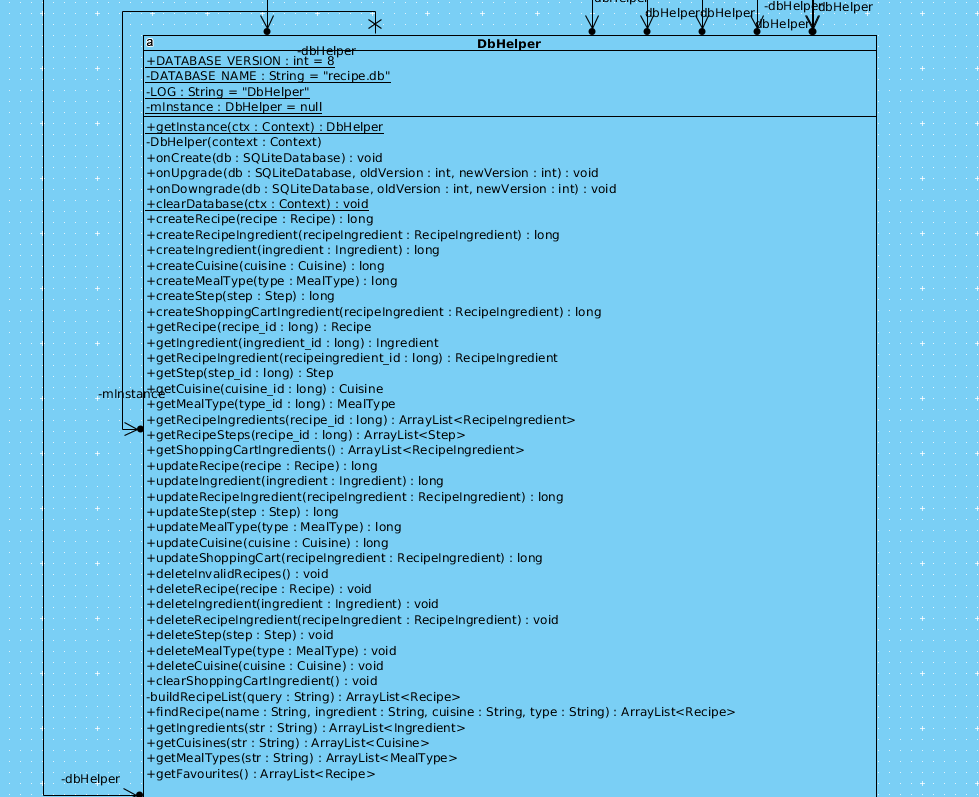 -dbHelper
dbHelper
dbHelper
-dbHelper
dbHelper
dbHelper
a
DbHelper
-dbHelper
+DATABASE_VERSION : int = 8
-DATABASE_NAME : String = "recipe.db"
-LOG : String = "DbHelper"
-mInstance : DbHelper = null
+getInstance(ctx : Context) : DbHelper
-DbHelper(context : Context)
+onCreate(db : SQLiteDatabase) : void
+onUpgrade(db : SQLiteDatabase, oldVersion : int, newVersion : int) : void
+onDowngrade(db : SQLiteDatabase, oldVersion : int, newVersion : int) : void
+clearDatabase(ctx : Context) : void
+createRecipe(recipe : Recipe) : long
+createRecipeIngredient(recipeIngredient : RecipeIngredient) : long
+createIngredient(ingredient : Ingredient) : long
+createCuisine(cuisine : Cuisine) : long
+createMealType(type : MealType) : long
+createStep(step : Step) : long
+createShoppingCartIngredient(recipeIngredient : RecipeIngredient) : long
+getRecipe(recipe_id : long) : Recipe
+getIngredient(ingredient_id : long) : Ingredient
+getRecipeIngredient(recipeingredient_id : long) : RecipeIngredient
+getStep(step_id : long) : Step
+getCuisine(cuisine_id : long) : Cuisine
-mInstance
+getMealType(type_id : long) : MealType
+getRecipeIngredients(recipe_id : long) : ArrayList<RecipeIngredient>
+getRecipeSteps(recipe_id : long) : ArrayList<Step>
+getShoppingCartIngredients() : ArrayList<RecipeIngredient>
+updateRecipe(recipe : Recipe) : long
+updateIngredient(ingredient : Ingredient) : long
+updateRecipeIngredient(recipeIngredient : RecipeIngredient) : long
+updateStep(step : Step) : long
+updateMealType(type : MealType) : long
+updateCuisine(cuisine : Cuisine) : long
+updateShoppingCart(recipeIngredient : RecipeIngredient) : long
+deleteInvalidRecipes() : void
+deleteRecipe(recipe : Recipe) : void
+deleteIngredient(ingredient : Ingredient) : void
+deleteRecipeIngredient(recipeIngredient : RecipeIngredient) : void
+deleteStep(step : Step) : void
+deleteMealType(type : MealType) : void
+deleteCuisine(cuisine : Cuisine) : void
+clearShoppingCartIngredient() : void
-buildRecipeList(query : String) : ArrayList<Recipe>
+findRecipe(name : String, ingredient : String, cuisine : String, type : String) : ArrayList<Recipe>
+getIngredients(str : String) : ArrayList<Ingredient>
+getCuisines(str : String) : ArrayList<Cuisine>
+getMealTypes(str : String) : ArrayList<MealType>
+getFavourites() : ArrayList<Recipe>
-dbHelper